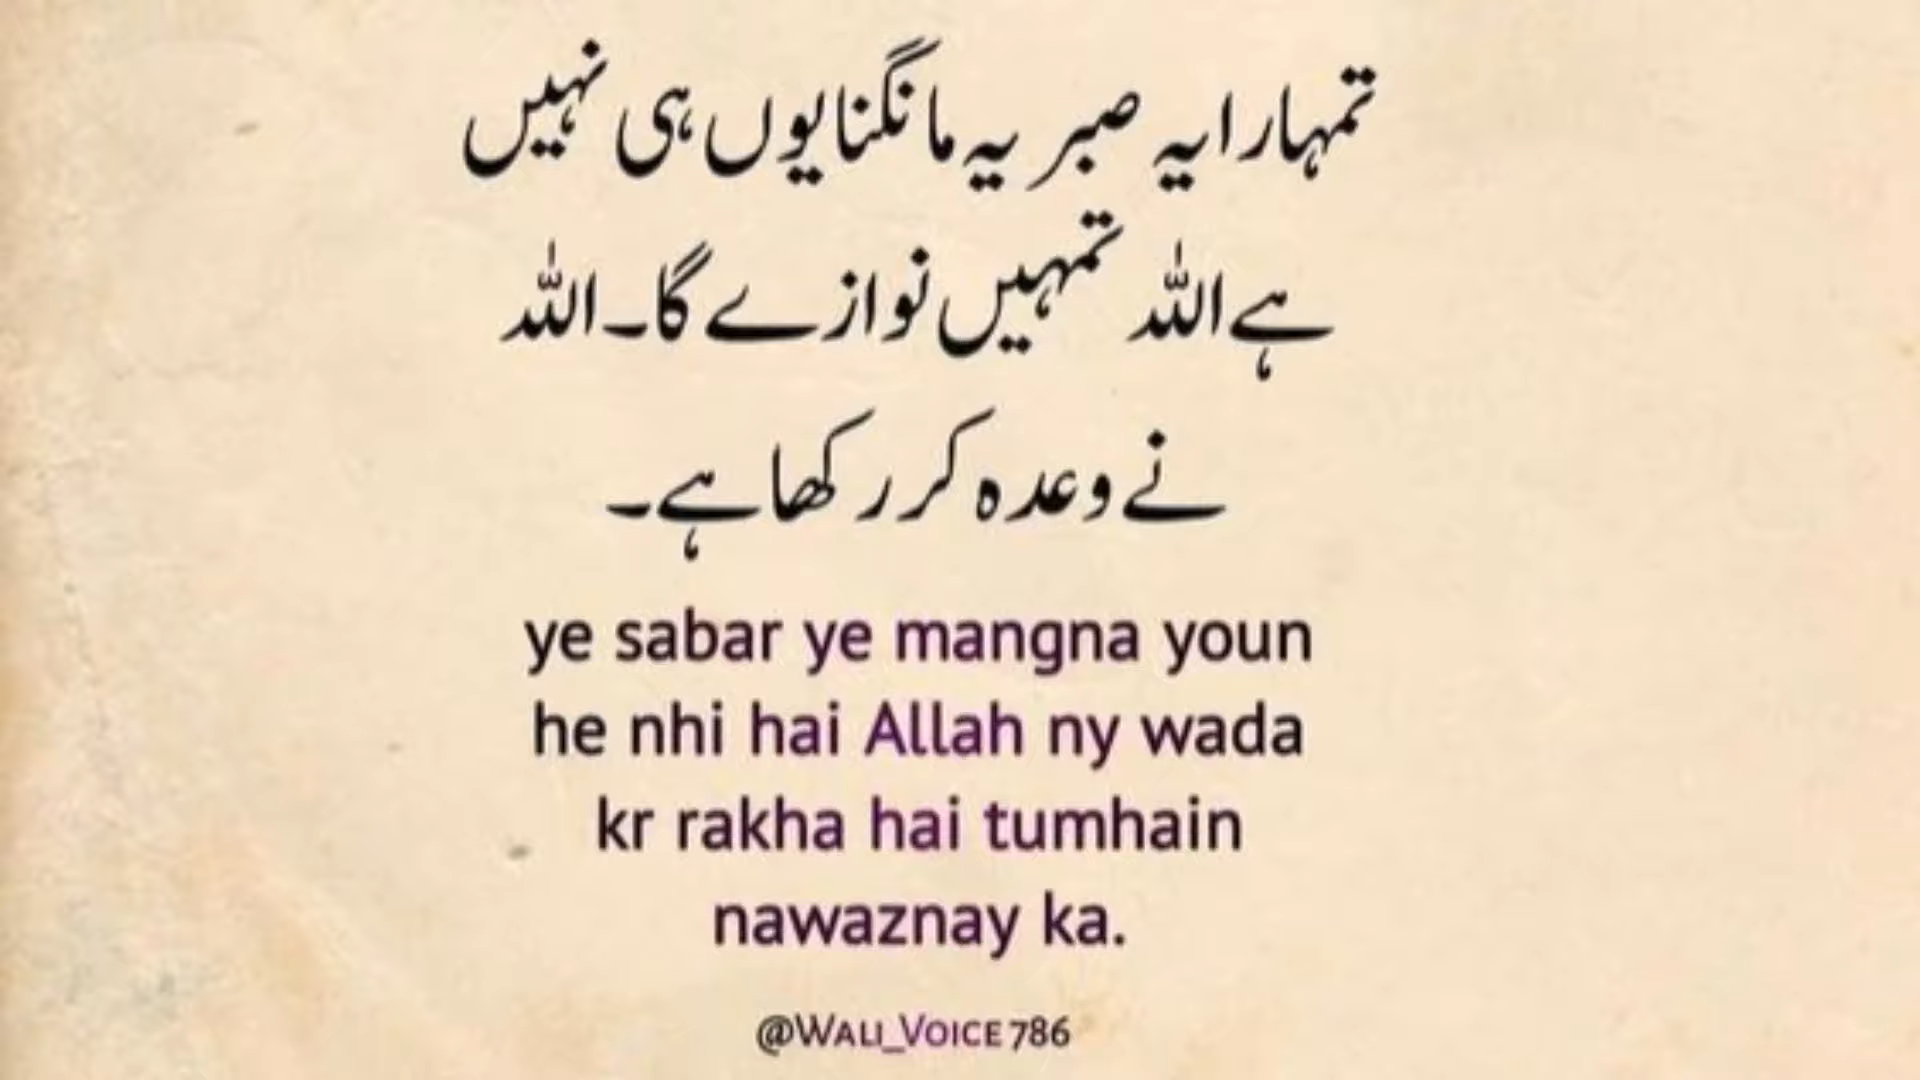 تمہارا یہ صبر یہ مانگنا یوں ہی نہیں
ہے اللہ تمہیں نوازے گا۔ اللہ
نے وعدہ کر رکھا ہے۔
ye sabar ye mangna youn
he nhi hai Allah ny wada
kr rakha hai tumhain
nawaznay ka.
@WALI_VOICE786